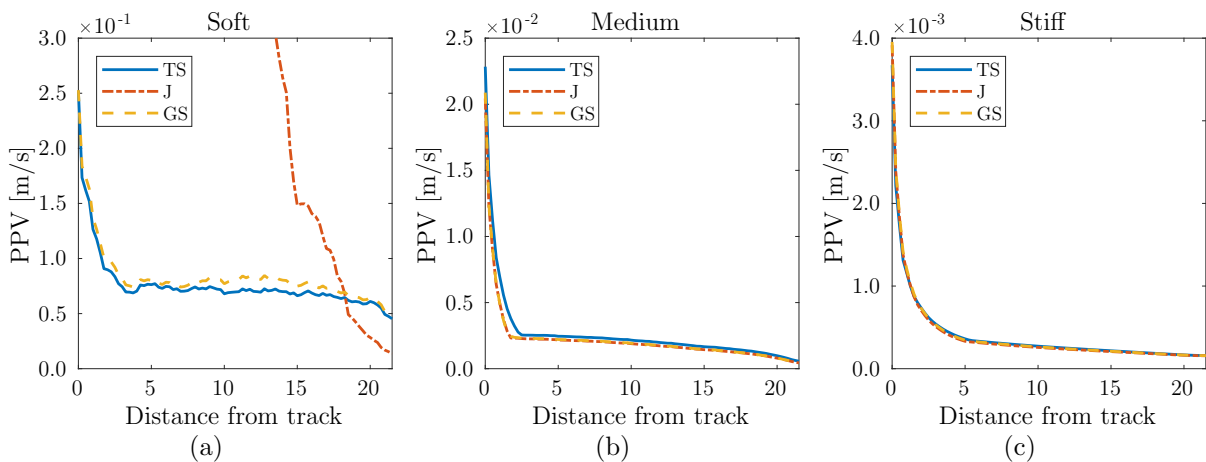 Soft
×10⁻¹
3.0
2.5
2.0
1.5
1.0
0.5
0.0
PPV [m/s]
TS
J
GS
0 5 10 15 20
Distance from track
(a)
Medium
×10⁻²
2.5
2.0
1.5
1.0
0.5
0.0
PPV [m/s]
TS
J
GS
0 5 10 15 20
Distance from track
(b)
Stiff
×10⁻³
4.0
3.0
2.0
1.0
0.0
PPV [m/s]
TS
J
GS
0 5 10 15 20
Distance from track
(c)